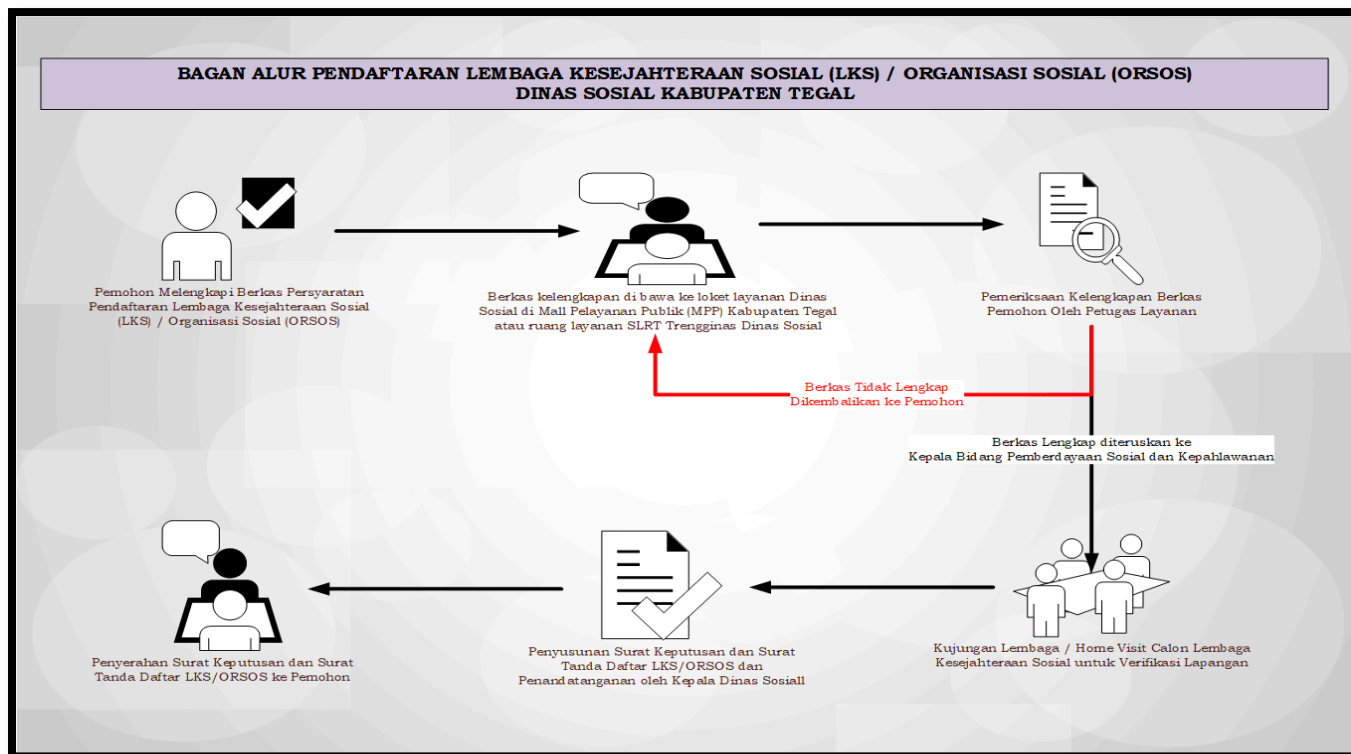 BAGAN ALUR PENDAFTARAN LEMBAGA KESEJAHTERAAN SOSIAL (LKS) / ORGANISASI SOSIAL (ORSOS)
DINAS SOSIAL KABUPATEN TEGAL
Pemohon Melengkapi Berkas Persyaratan
Pendaftaran Lembaga Kesejahteraan Sosial
(LKS) / Organisasi Sosial (ORSOS)
Berkas kelengkapan di bawa ke loket layanan Dinas
Sosial di Mall Pelayanan Publik (MPP) Kabupaten Tegal
atau ruang layanan SLRT Trengginas Dinas Sosial
Pemeriksaan Kelengkapan Berkas
Pemohon Oleh Petugas Layanan
Berkas Tidak Lengkap
Dikembalikan ke Pemohon
Berkas Lengkap diteruskan ke
Kepala Bidang Pemberdayaan Sosial dan Kepahlawanan
Kujungan Lembaga / Home Visit Calon Lembaga
Kesejahteraan Sosial untuk Verifikasi Lapangan
Penyusunan Surat Keputusan dan Surat
Tanda Daftar LKS/ORSOS dan
Penandatanganan oleh Kepala Dinas Sosiall
Penyerahan Surat Keputusan dan Surat
Tanda Daftar LKS/ORSOS ke Pemohon